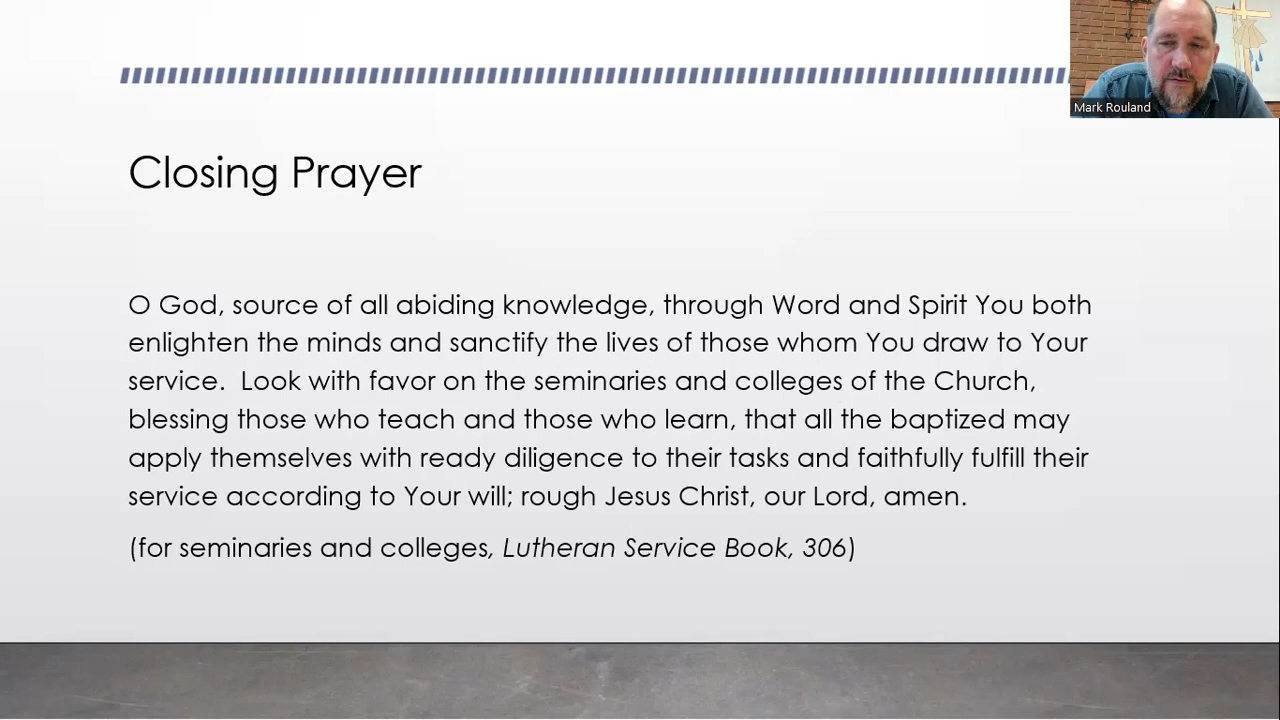 Mark Rouland
Closing Prayer
O God, source of all abiding knowledge, through Word and Spirit You both
enlighten the minds and sanctify the lives of those whom You draw to Your
service.  Look with favor on the seminaries and colleges of the Church,
blessing those who teach and those who learn, that all the baptized may
apply themselves with ready diligence to their tasks and faithfully fulfill their
service according to Your will; rough Jesus Christ, our Lord, amen.
(for seminaries and colleges, Lutheran Service Book, 306)